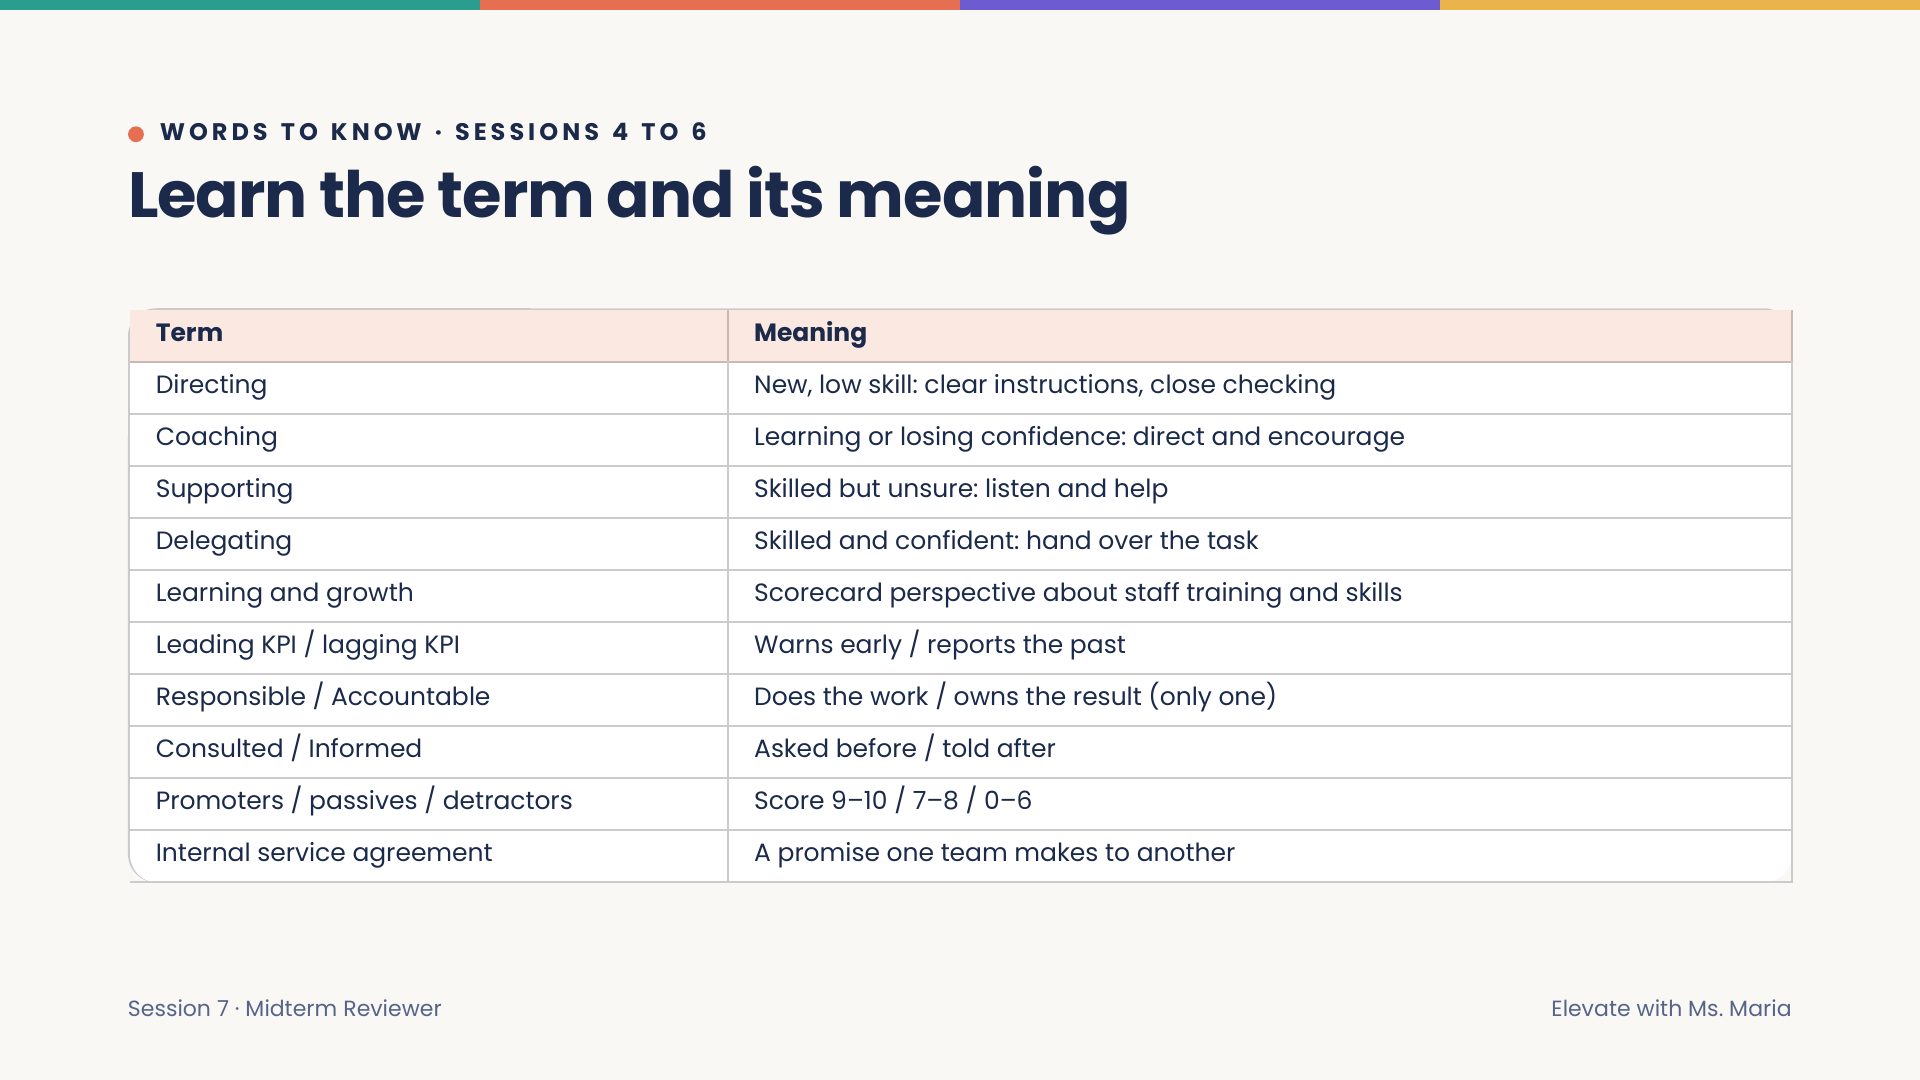 WORDS TO KNOW · SESSIONS 4 TO 6
Learn the term and its meaning
Term Meaning
Directing New, low skill: clear instructions, close checking
Coaching Learning or losing confidence: direct and encourage
Supporting Skilled but unsure: listen and help
Delegating Skilled and confident: hand over the task
Learning and growth Scorecard perspective about staff training and skills
Leading KPI / lagging KPI Warns early / reports the past
Responsible / Accountable Does the work / owns the result (only one)
Consulted / Informed Asked before / told after
Promoters / passives / detractors Score 9–10 / 7–8 / 0–6
Internal service agreement A promise one team makes to another
Session 7 · Midterm Reviewer Elevate with Ms. Maria